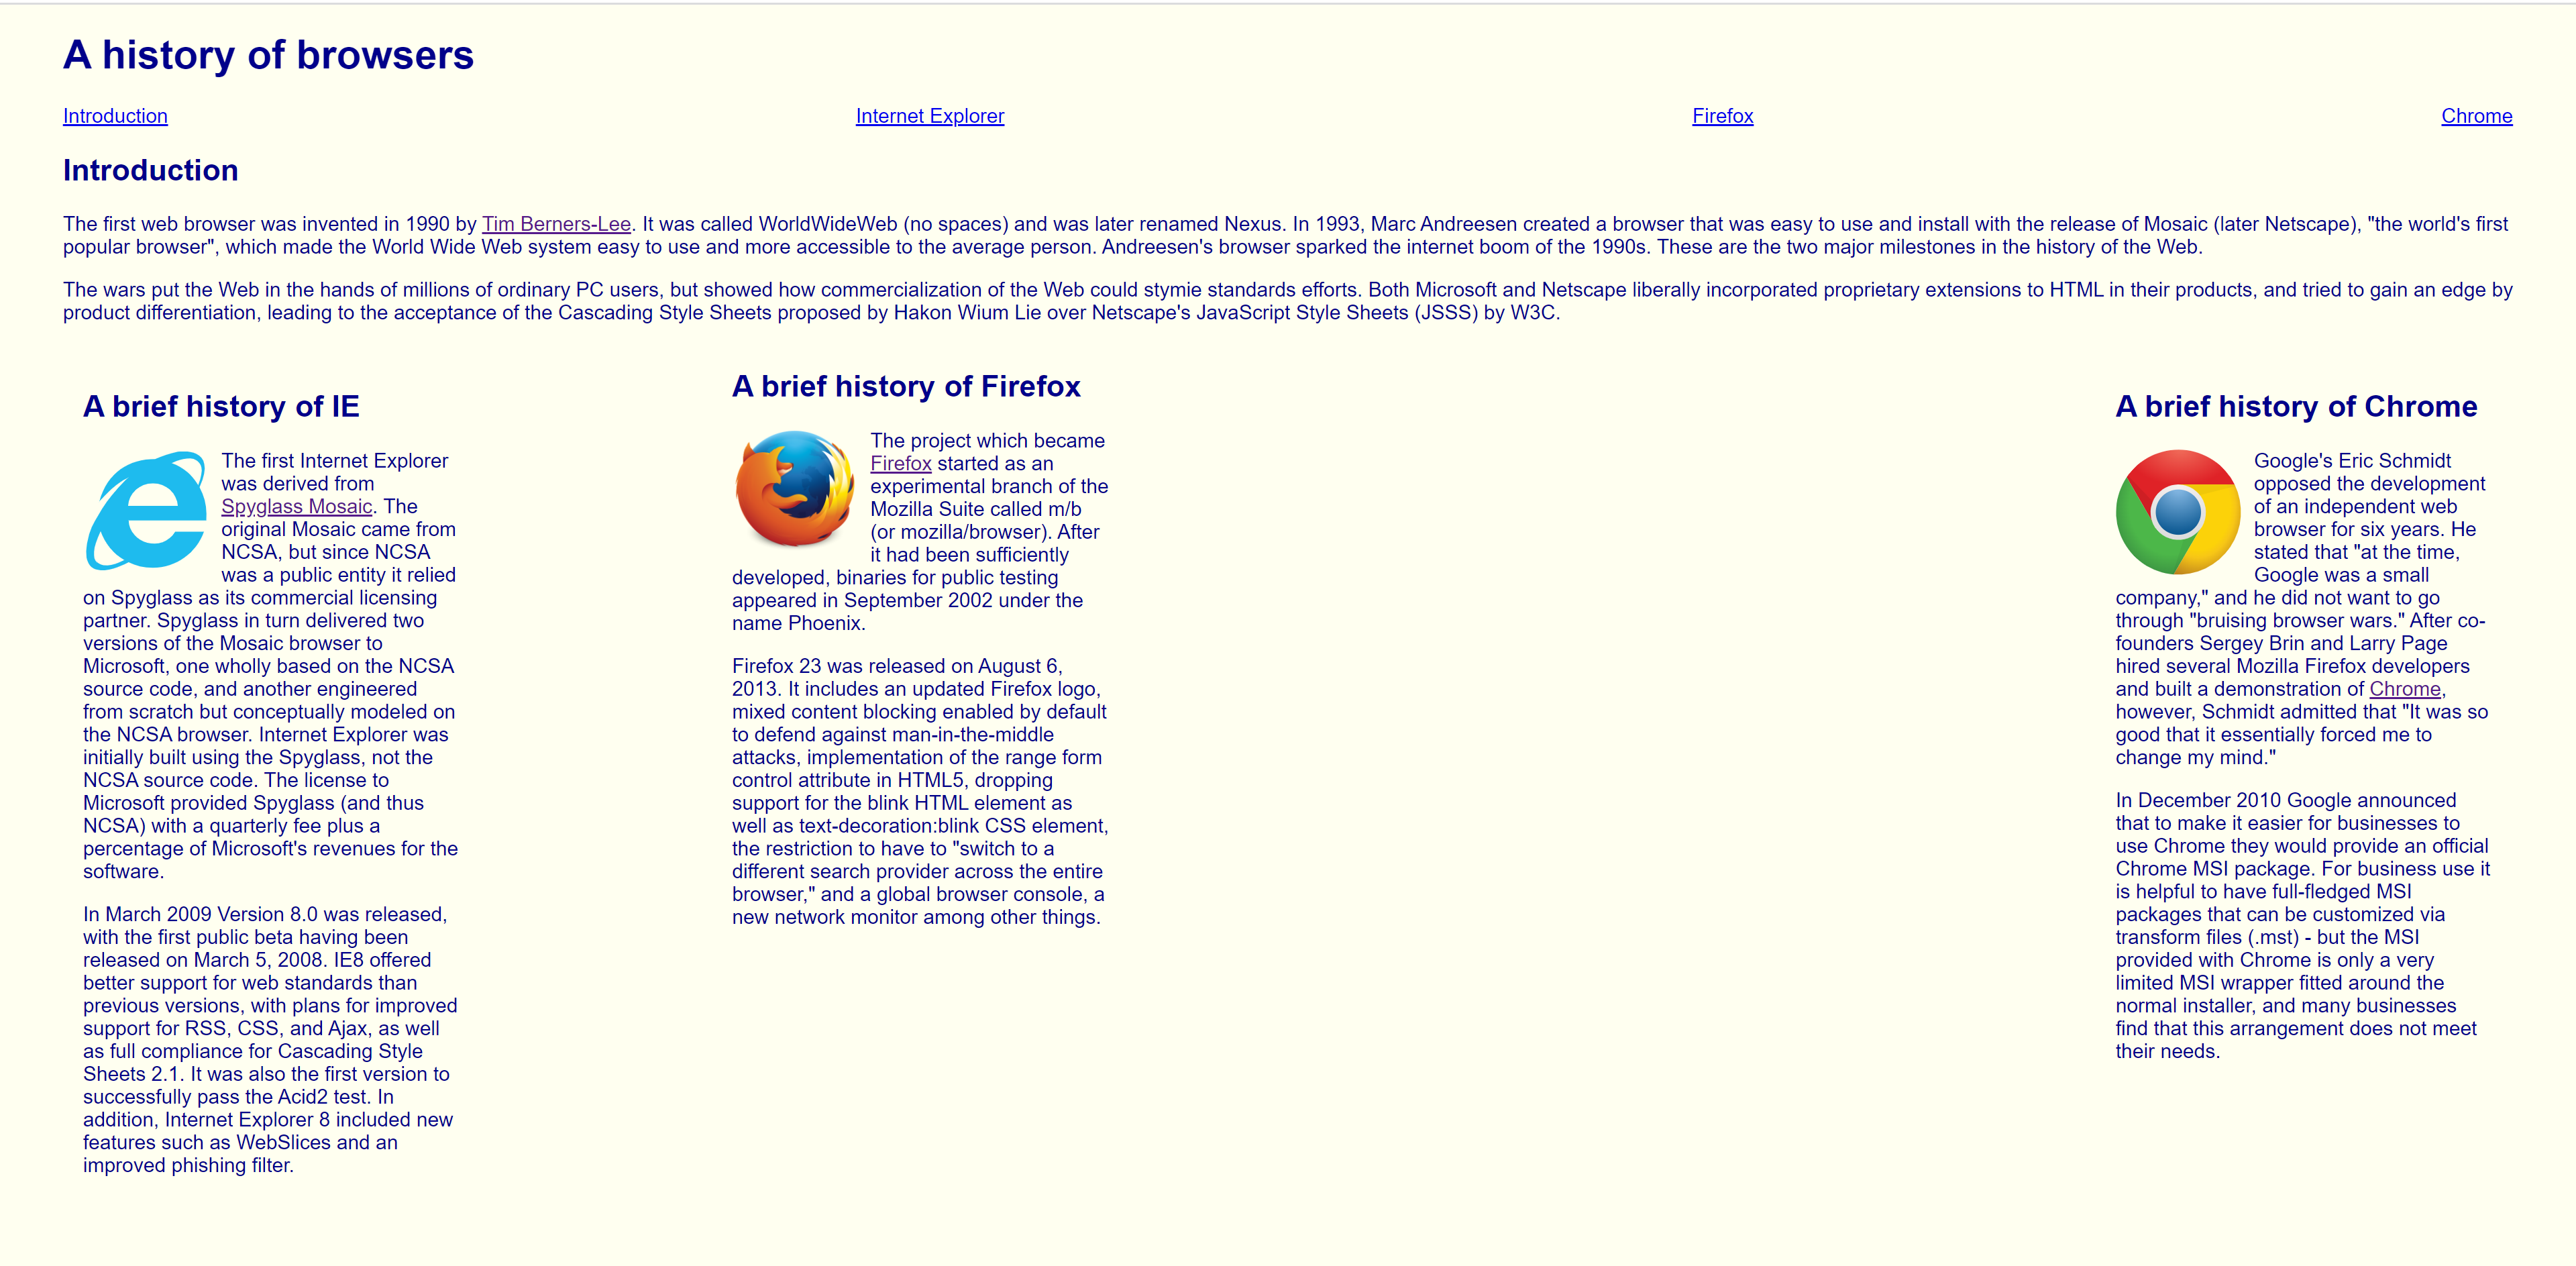 A history of browsers
Introduction
Internet Explorer
Firefox
Chrome
Introduction
The first web browser was invented in 1990 by Tim Berners-Lee. It was called WorldWideWeb (no spaces) and was later renamed Nexus. In 1993, Marc Andreesen created a browser that was easy to use and install with the release of Mosaic (later Netscape), "the world's first
popular browser", which made the World Wide Web system easy to use and more accessible to the average person. Andreesen's browser sparked the internet boom of the 1990s. These are the two major milestones in the history of the Web.
The wars put the Web in the hands of millions of ordinary PC users, but showed how commercialization of the Web could stymie standards efforts. Both Microsoft and Netscape liberally incorporated proprietary extensions to HTML in their products, and tried to gain an edge by
product differentiation, leading to the acceptance of the Cascading Style Sheets proposed by Hakon Wium Lie over Netscape's JavaScript Style Sheets (JSSS) by W3C.
A brief history of IE
The first Internet Explorer
was derived from
Spyglass Mosaic. The
original Mosaic came from
NCSA, but since NCSA
was a public entity it relied
on Spyglass as its commercial licensing
partner. Spyglass in turn delivered two
versions of the Mosaic browser to
Microsoft, one wholly based on the NCSA
source code, and another engineered
from scratch but conceptually modeled on
the NCSA browser. Internet Explorer was
initially built using the Spyglass, not the
NCSA source code. The license to
Microsoft provided Spyglass (and thus
NCSA) with a quarterly fee plus a
percentage of Microsoft's revenues for the
software.
In March 2009 Version 8.0 was released,
with the first public beta having been
released on March 5, 2008. IE8 offered
better support for web standards than
previous versions, with plans for improved
support for RSS, CSS, and Ajax, as well
as full compliance for Cascading Style
Sheets 2.1. It was also the first version to
successfully pass the Acid2 test. In
addition, Internet Explorer 8 included new
features such as WebSlices and an
improved phishing filter.
A brief history of Firefox
The project which became
Firefox started as an
experimental branch of the
Mozilla Suite called m/b
(or mozilla/browser). After
it had been sufficiently
developed, binaries for public testing
appeared in September 2002 under the
name Phoenix.
Firefox 23 was released on August 6,
2013. It includes an updated Firefox logo,
mixed content blocking enabled by default
to defend against man-in-the-middle
attacks, implementation of the range form
control attribute in HTML5, dropping
support for the blink HTML element as
well as text-decoration:blink CSS element,
the restriction to have to "switch to a
different search provider across the entire
browser," and a global browser console, a
new network monitor among other things.
A brief history of Chrome
Google's Eric Schmidt
opposed the development
of an independent web
browser for six years. He
stated that "at the time,
Google was a small
company," and he did not want to go
through "bruising browser wars." After co-
founders Sergey Brin and Larry Page
hired several Mozilla Firefox developers
and built a demonstration of Chrome,
however, Schmidt admitted that "It was so
good that it essentially forced me to
change my mind."
In December 2010 Google announced
that to make it easier for businesses to
use Chrome they would provide an official
Chrome MSI package. For business use it
is helpful to have full-fledged MSI
packages that can be customized via
transform files (.mst) - but the MSI
provided with Chrome is only a very
limited MSI wrapper fitted around the
normal installer, and many businesses
find that this arrangement does not meet
their needs.